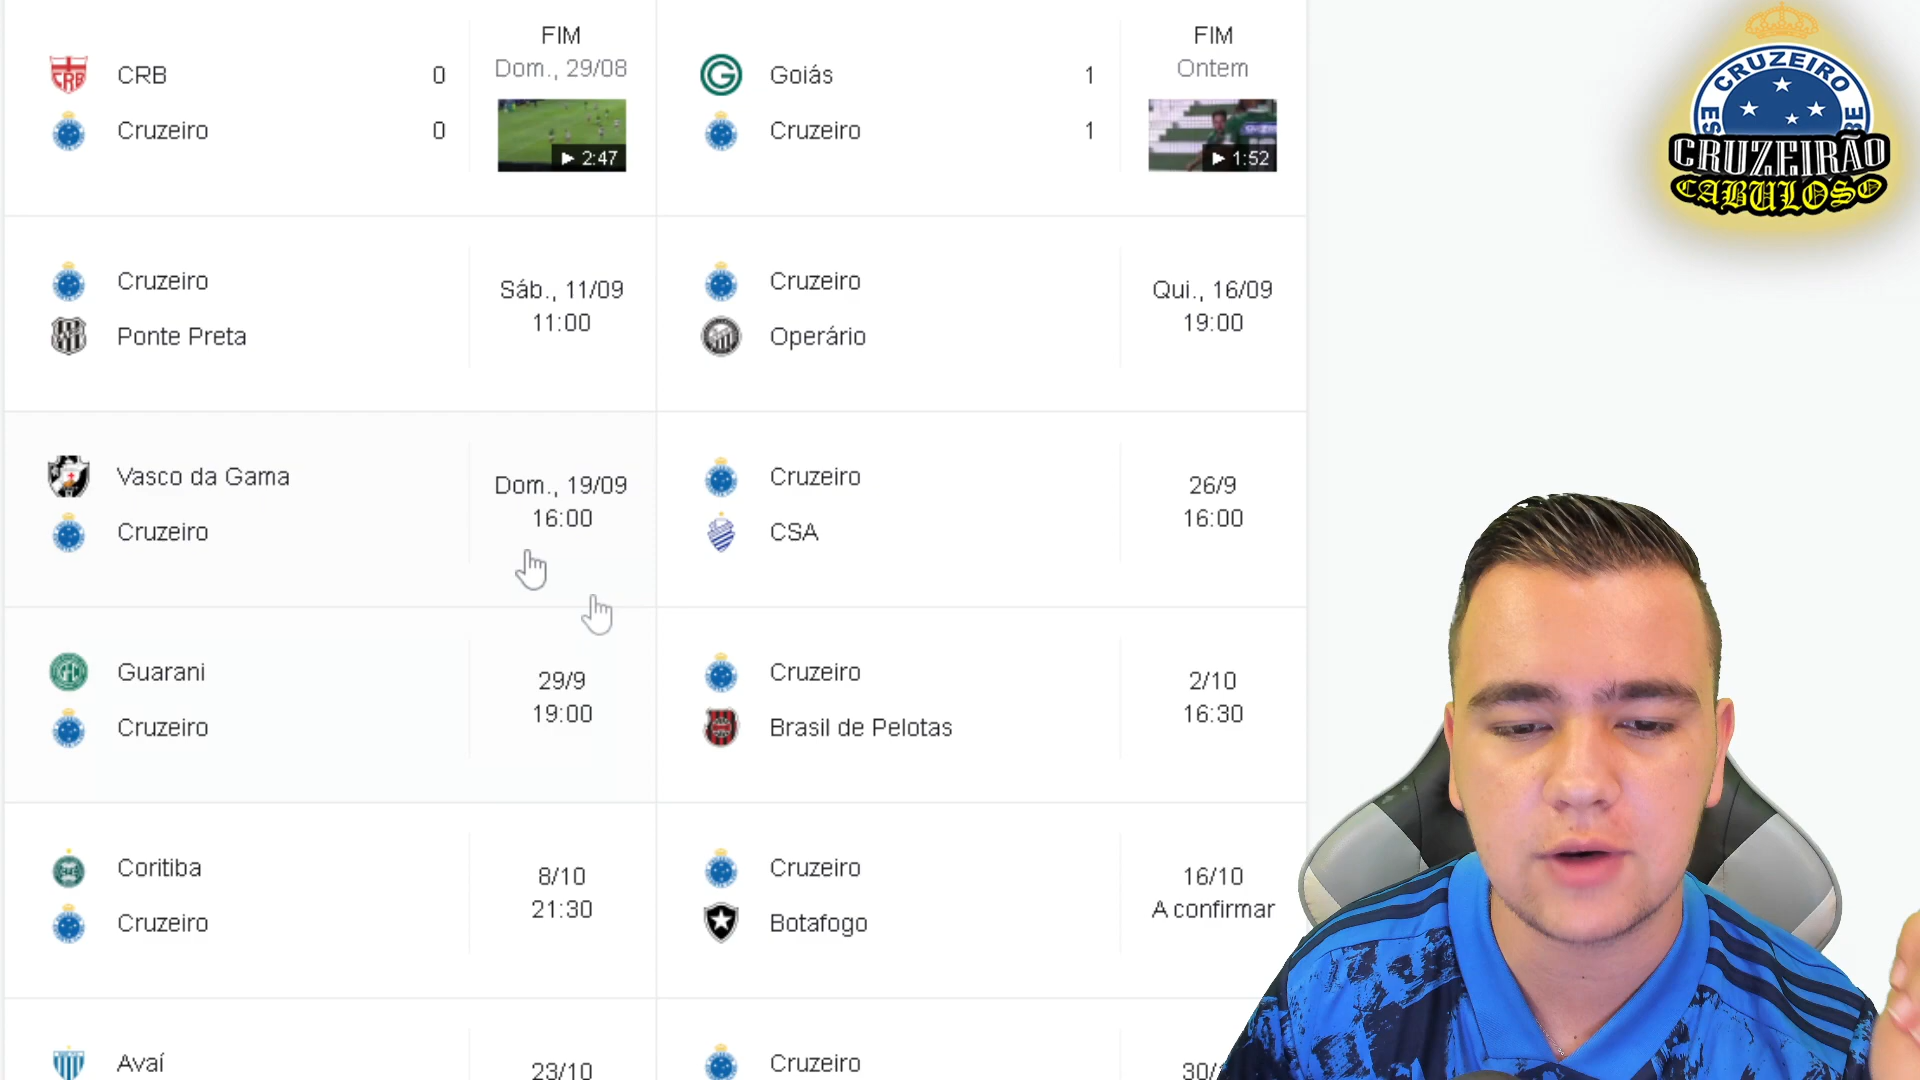 FIM
FIM
CRB 0
Dom., 29/08
Goiás 1
Ontem
Cruzeiro 0
2:47
Cruzeiro 1
1:52
Cruzeiro
Ponte Preta
Sáb., 11/09
11:00
Cruzeiro
Operário
Qui., 16/09
19:00
Vasco da Gama
Cruzeiro
Dom., 19/09
16:00
Cruzeiro
CSA
26/9
16:00
Guarani
Cruzeiro
29/9
19:00
Cruzeiro
Brasil de Pelotas
2/10
16:30
Coritiba
Cruzeiro
8/10
21:30
Cruzeiro
Botafogo
16/10
A confirmar
Avaí
23/10
Cruzeiro
CRUZEIRO
CRUZEIRÃO
CABULOSO
CRB